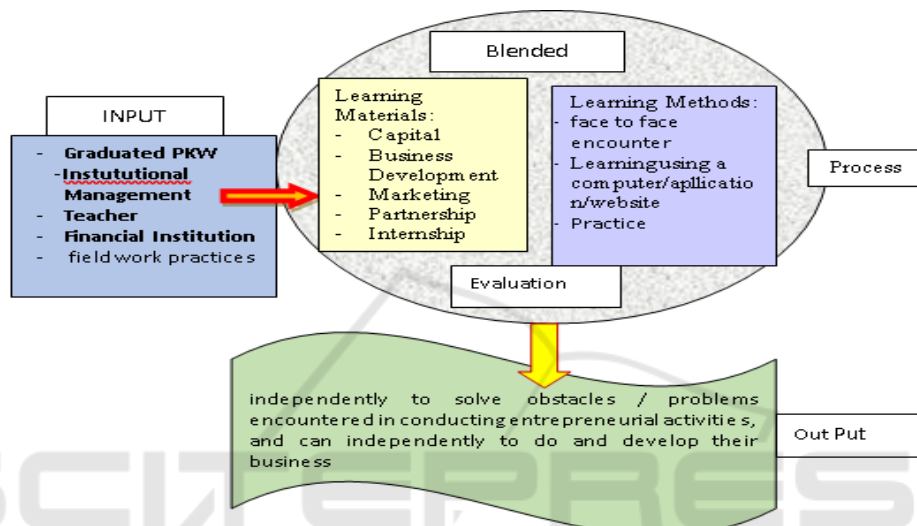 Blended
INPUT
- Graduated PKW
-Instututional
Management
- Teacher
- Financial Institution
- field work practices
Learning
Materials:
- Capital
- Business
Development
- Marketing
- Partnership
- Internship
Learning Methods:
- face to face
encounter
- Learningusing a
computer/apllicatio
n/website
- Practice
Process
Evaluation
independently to solve obstacles / problems
encountered in conducting entrepreneurial activities,
and can independently to do and develop their
business
Out Put
SCITEPRES